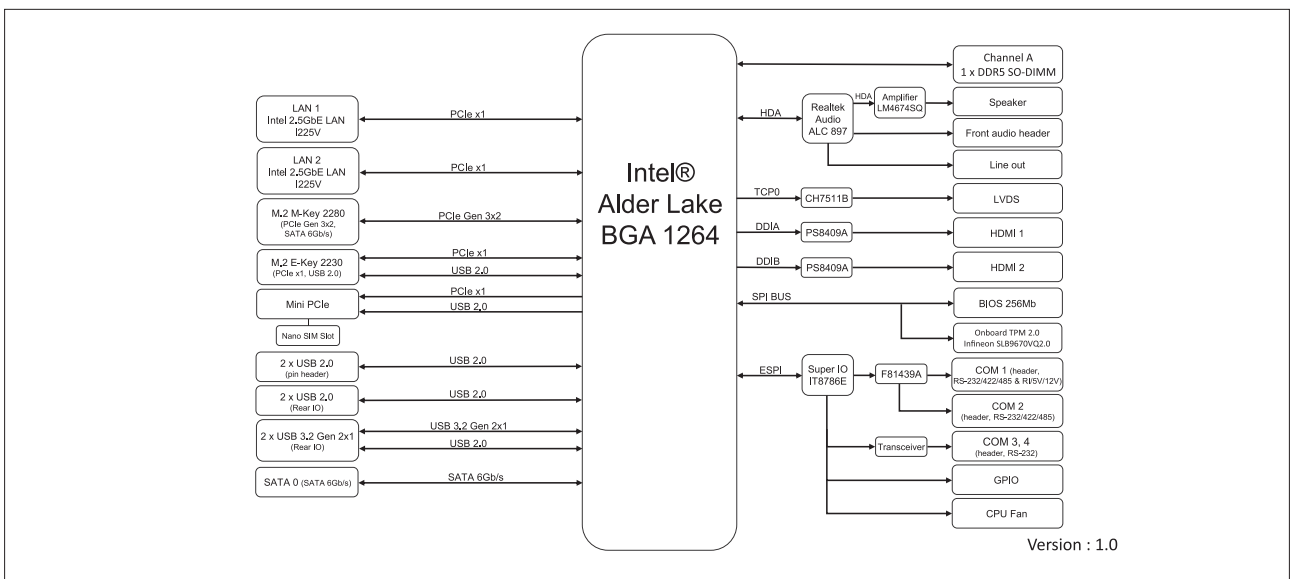 LAN 1
Intel 2.5GbE LAN
I225V
PCIe x1
LAN 2
Intel 2.5GbE LAN
I225V
PCIe x1
M.2 M-Key 2280
(PCIe Gen 3x2,
SATA 6Gb/s)
PCIe Gen 3x2
M.2 E-Key 2230
(PCIe x1, USB 2.0)
PCIe x1
USB 2.0
Mini PCIe
PCIe x1
USB 2.0
Nano SIM Slot
2 x USB 2.0
(pin header)
USB 2.0
2 x USB 2.0
(Rear IO)
USB 2.0
2 x USB 3.2 Gen 2x1
(Rear IO)
USB 3.2 Gen 2x1
USB 2.0
SATA 0 (SATA 6Gb/s)
SATA 6Gb/s
Intel®
Alder Lake
BGA 1264
Channel A
1 x DDR5 SO-DIMM
HDA
Realtek
Audio
ALC 897
HDA
Amplifier
LM4674SQ
Speaker
Front audio header
Line out
TCP0
CH7511B
LVDS
DDIA
PS8409A
HDMI 1
DDIB
PS8409A
HDMI 2
SPI BUS
BIOS 256Mb
Onboard TPM 2.0
Infineon SLB9670VQ2.0
ESPI
Super IO
IT8786E
F81439A
COM 1 (header,
RS-232/422/485 & RI/5V/12V)
COM 2
(header, RS-232/422/485)
Transceiver
COM 3, 4
(header, RS-232)
GPIO
CPU Fan
Version : 1.0